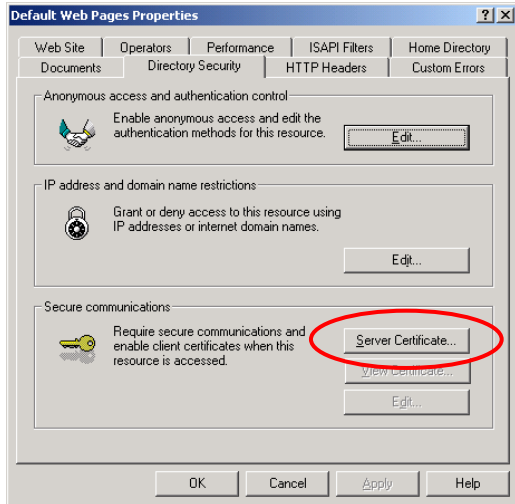 Default Web Pages Properties
Web Site Operators Performance ISAPI Filters Home Directory
Documents Directory Security HTTP Headers Custom Errors
Anonymous access and authentication control
Enable anonymous access and edit the
authentication methods for this resource.
Edit...
IP address and domain name restrictions
Grant or deny access to this resource using
IP addresses or internet domain names.
Edit...
Secure communications
Require secure communications and
enable client certificates when this
resource is accessed.
Server Certificate...
View Certificate...
Edit...
OK Cancel Apply Help